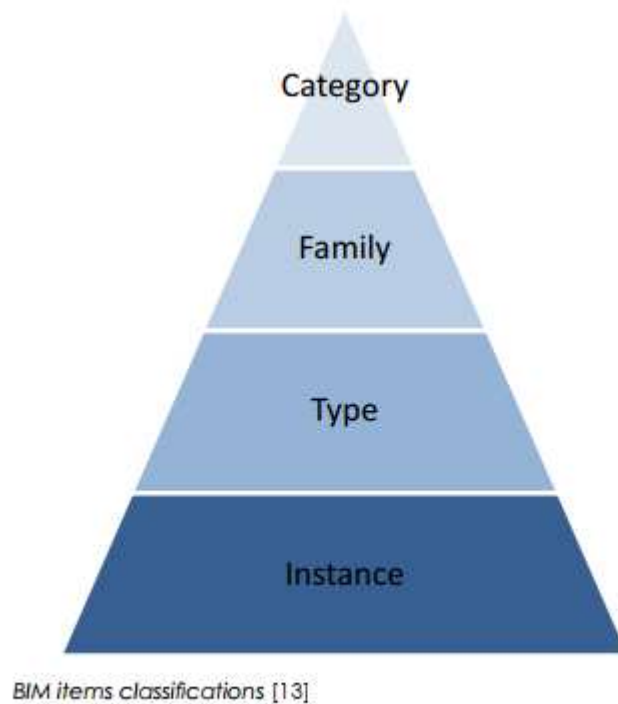 Category
Family
Type
Instance
BIM items classifications [13]